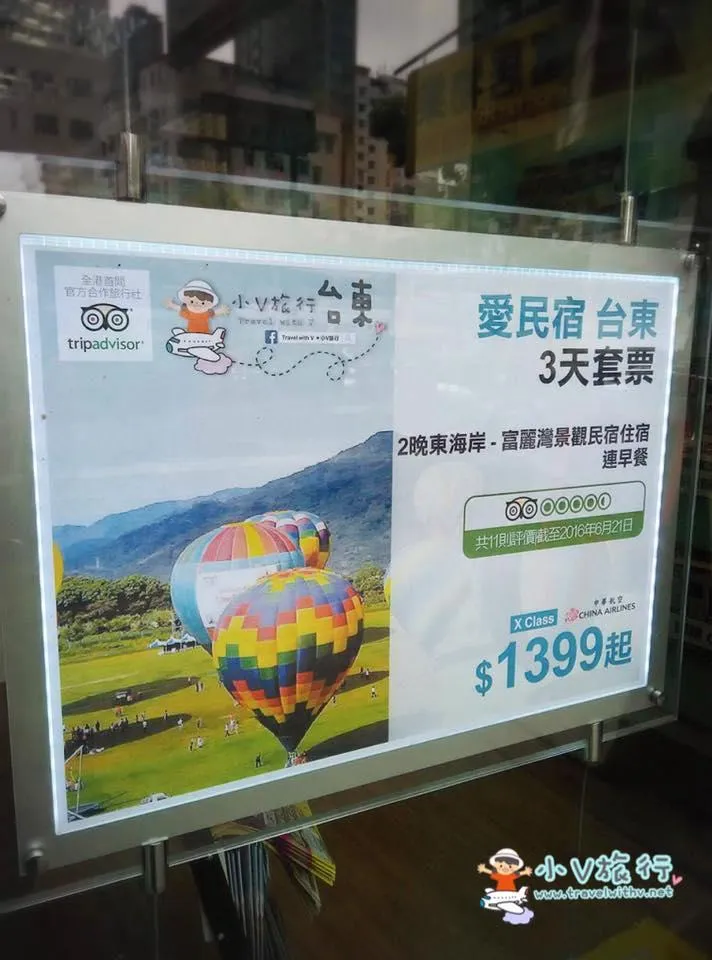 全港首間
官方合作旅行社
tripadvisor®
小V旅行
Travel with V
台東
Travel with V ♥ 小V旅行
愛民宿 台東
3天套票
2晚東海岸 - 富麗灣景觀民宿住宿
連早餐
共11則評價截至2016年6月21日
X Class
中華航空
CHINA AIRLINES
$1399起
小V旅行
www.travelwithv.net